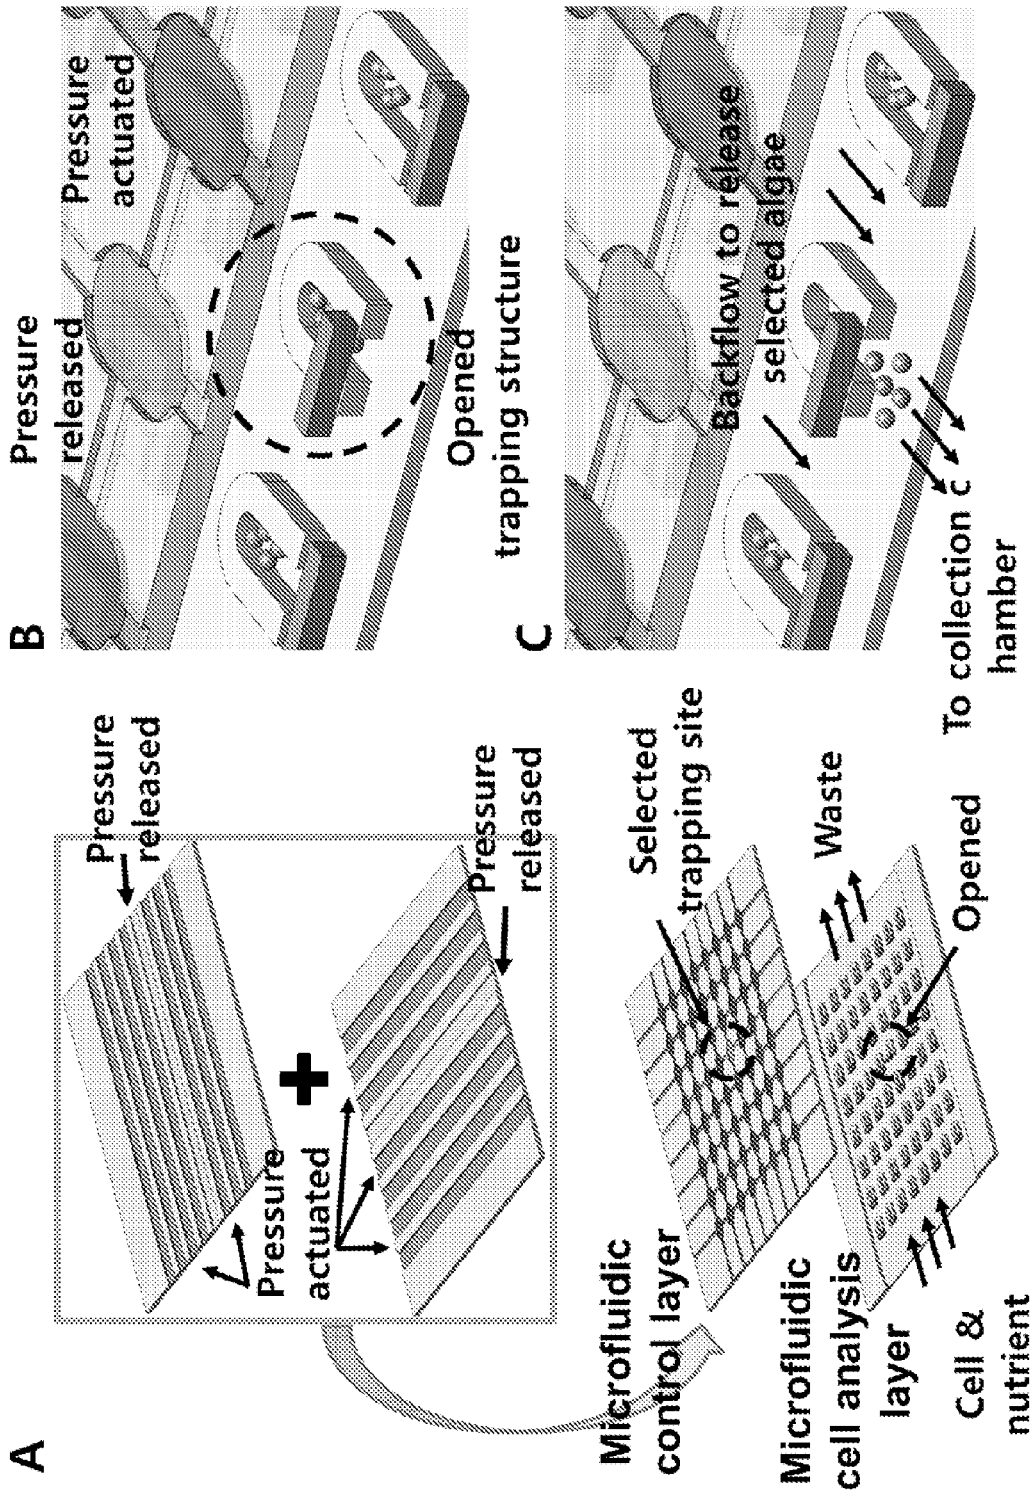 A
Pressure
released
Pressure
actuated
Pressure
released
Microfluidic
control layer
Selected
trapping site
Microfluidic
cell analysis
layer
Waste
Cell &
nutrient
Opened
B
Pressure
released
Pressure
actuated
Opened
trapping structure
C
Backflow to release
selected algae
To collection c
hamber